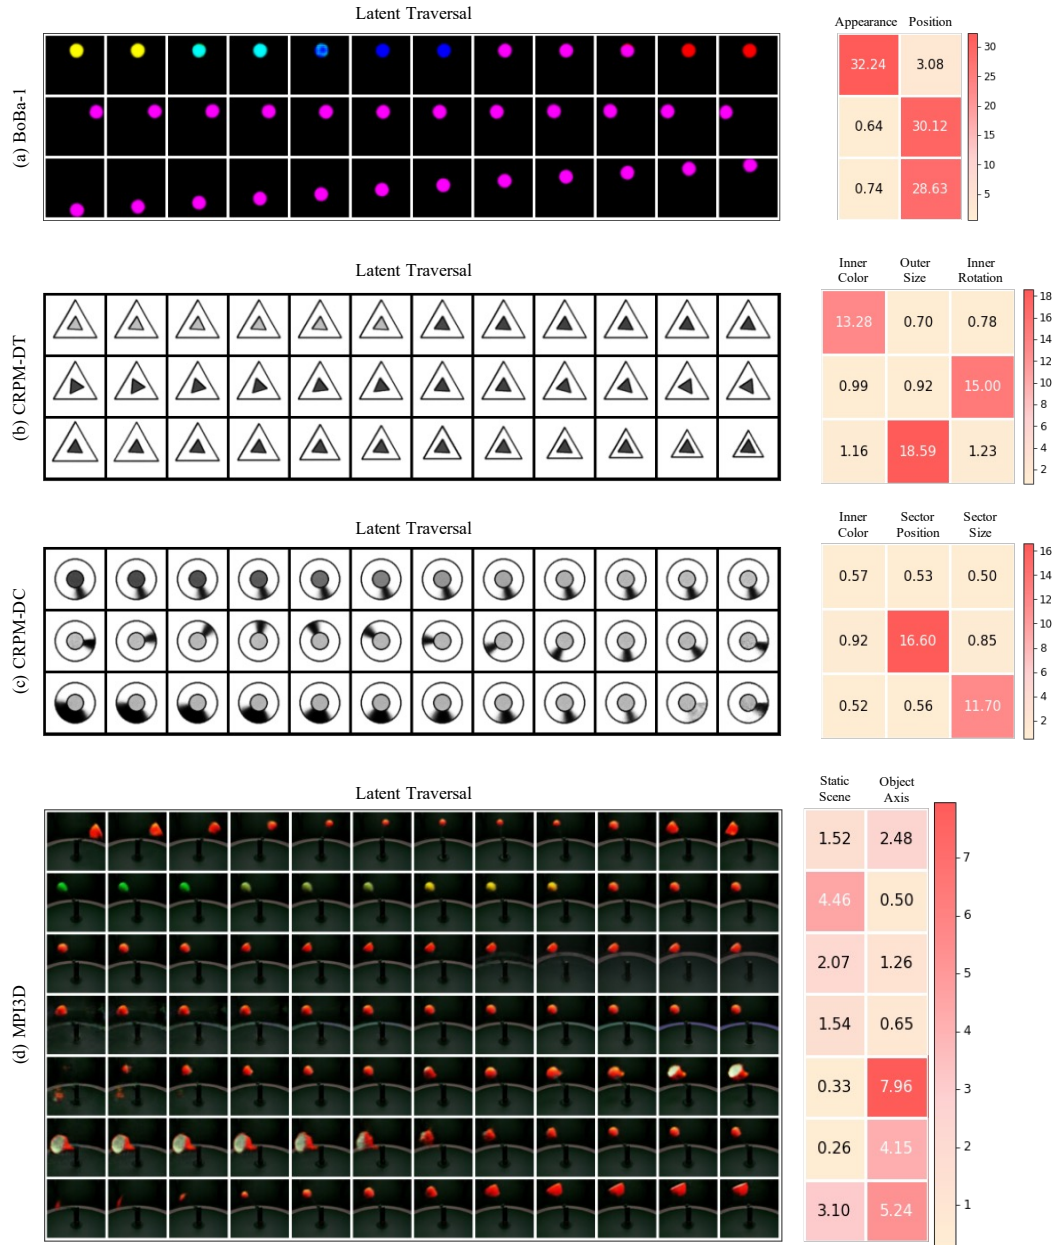 Latent Traversal
Appearance Position
(a) BoBa-1
32.24 3.08
0.64 30.12
0.74 28.63
30
25
20
15
10
5
Latent Traversal
Inner Color
Outer Size
Inner Rotation
(b) CRPM-DT
13.28 0.70 0.78
0.99 0.92 15.00
1.16 18.59 1.23
18
16
14
12
10
8
6
4
2
Latent Traversal
Inner Color
Sector Position
Sector Size
(c) CRPM-DC
0.57 0.53 0.50
0.92 16.60 0.85
0.52 0.56 11.70
16
14
12
10
8
6
4
2
Latent Traversal
Static Scene
Object Axis
(d) MPI3D
1.52 2.48
4.46 0.50
2.07 1.26
1.54 0.65
0.33 7.96
0.26 4.15
3.10 5.24
7
6
5
4
3
2
1